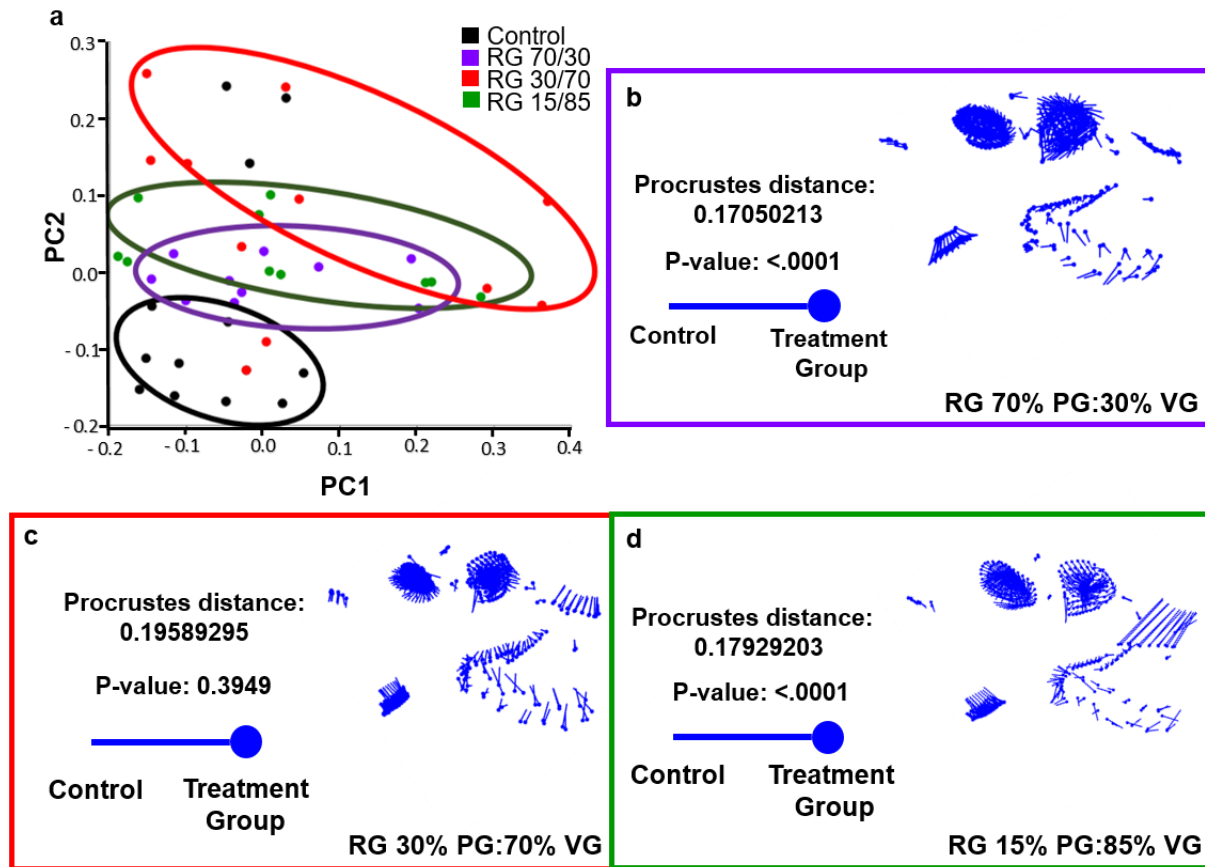 a
Control
RG 70/30
RG 30/70
RG 15/85
0.3
0.2
0.1
0.0
- 0.1
- 0.2
PC2
- 0.2
- 0.1
0.0
0.1
0.2
0.3
0.4
PC1
b
Procrustes distance:
0.17050213
P-value: <.0001
Control
Treatment
Group
RG 70% PG:30% VG
c
Procrustes distance:
0.19589295
P-value: 0.3949
Control
Treatment
Group
RG 30% PG:70% VG
d
Procrustes distance:
0.17929203
P-value: <.0001
Control
Treatment
Group
RG 15% PG:85% VG